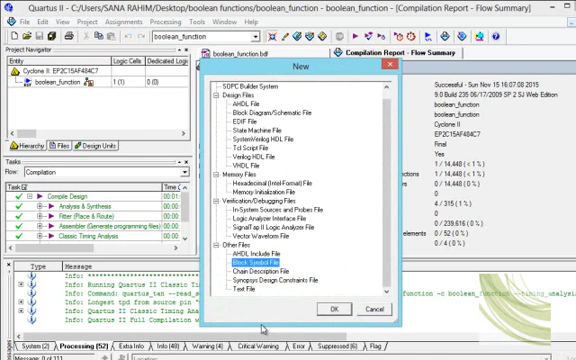 Quartus II - C:/Users/SANA RAHIM/Desktop/boolean functions/boolean_function - boolean_function - [Compilation Report - Flow Summary]
File Edit View Project Assignments Processing Tools Window Help
boolean_function
Project Navigator
Entity Logic Cells Dedicated Logic
Cyclone II: EP2C15AF484C7
boolean_function 1 (1) 0 (0)
Hierarchy Files Design Units
Tasks
Flow: Compilation
Task
Compile Design
Analysis & Synthesis
Fitter (Place & Route)
Assembler (Generate programming files)
Classic Timing Analysis
boolean_function.bdf
Compilation Report - Flow Summary
New
SOPC Builder System
Design Files
AHDL File
Block Diagram/Schematic File
EDIF File
State Machine File
SystemVerilog HDL File
Tcl Script File
Verilog HDL File
VHDL File
Memory Files
Hexadecimal (Intel-Format) File
Memory Initialization File
Verification/Debugging Files
In-System Sources and Probes File
Logic Analyzer Interface File
SignalTap II Logic Analyzer File
Vector Waveform File
Other Files
AHDL Include File
Block Symbol File
Chain Description File
Synopsys Design Constraints File
Text File
OK Cancel
Successful - Sun Nov 15 16:07:08 2015
9.0 Build 235 06/17/2009 SP 2 SJ Web Edition
boolean_function
boolean_function
Cyclone II
EP2C15AF484C7
Final
Yes
1 / 14,448 ( < 1 % )
1 / 14,448 ( < 1 % )
0 / 14,448 ( 0 % )
0
4 / 315 ( 1 % )
0
0 / 239,616 ( 0 % )
elements 0 / 52 ( 0 % )
0 / 4 ( 0 % )
Type Message
Info:
Info: Running Quartus II Classic Timing
Info: Command: quartus_tan --read_s
-c boolean_function --timing_analysis
Info: Longest tpd from source pin "
Info: Quartus II Classic Timing Ana
Info: Quartus II Full Compilation w
System (2) Processing (52) Extra Info Info (48) Warning (4) Critical Warning Error Suppressed (6) Flag
Message: 0 of 111
Location: